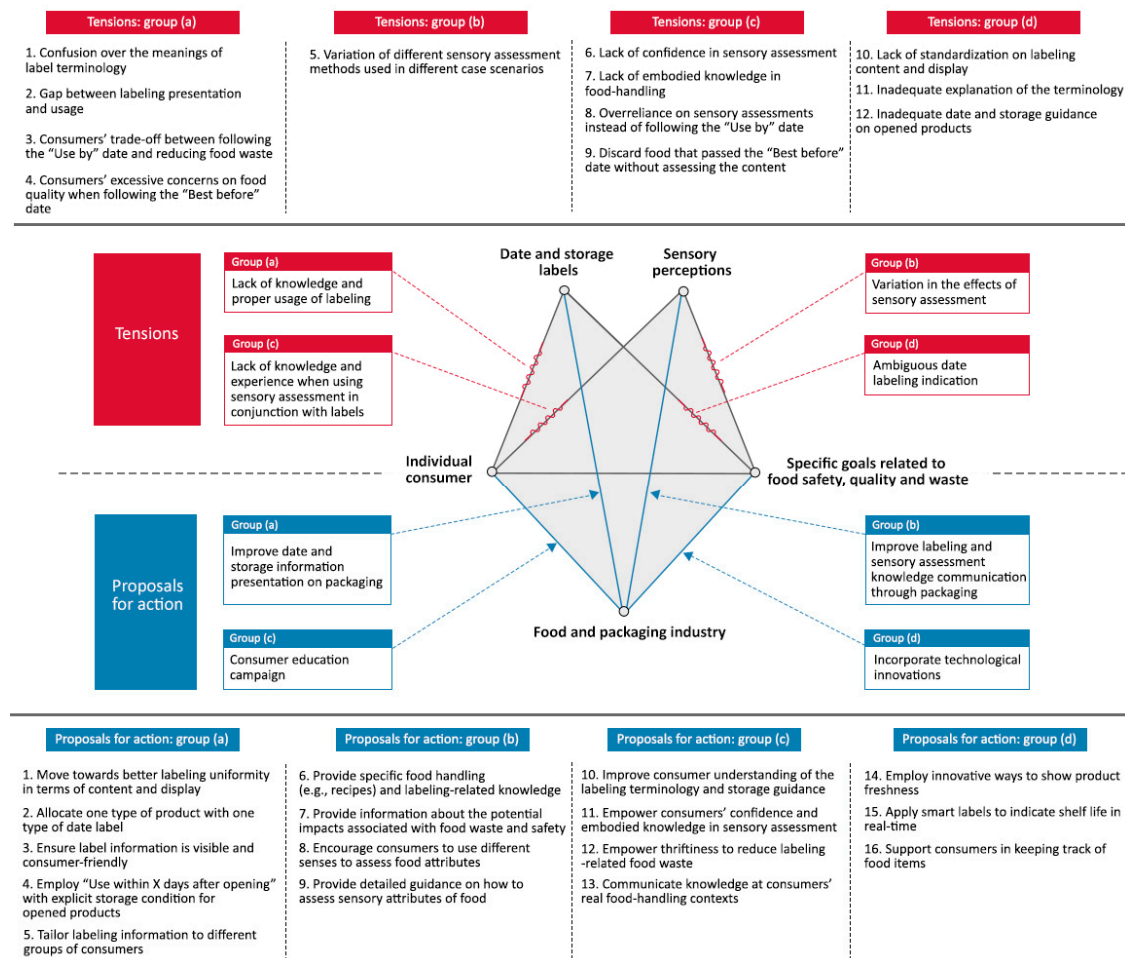 Tensions: group (a)
1. Confusion over the meanings of
label terminology
2. Gap between labeling presentation
and usage
3. Consumers’ trade-off between following
the “Use by” date and reducing food waste
4. Consumers’ excessive concerns on food
quality when following the “Best before”
date
Tensions: group (b)
5. Variation of different sensory assessment
methods used in different case scenarios
Tensions: group (c)
6. Lack of confidence in sensory assessment
7. Lack of embodied knowledge in
food-handling
8. Overreliance on sensory assessments
instead of following the “Use by” date
9. Discard food that passed the “Best before”
date without assessing the content
Tensions: group (d)
10. Lack of standardization on labeling
content and display
11. Inadequate explanation of the terminology
12. Inadequate date and storage guidance
on opened products
Tensions
Group (a)
Lack of knowledge and
proper usage of labeling
Group (c)
Lack of knowledge and
experience when using
sensory assessment in
conjunction with labels
Date and storage
labels
Sensory
perceptions
Group (b)
Variation in the effects of
sensory assessment
Group (d)
Ambiguous date
labeling indication
Individual
consumer
Specific goals related to
food safety, quality and waste
Proposals
for action
Group (a)
Improve date and
storage information
presentation on packaging
Group (c)
Consumer education
campaign
Food and packaging industry
Group (b)
Improve labeling and
sensory assessment
knowledge communication
through packaging
Group (d)
Incorporate technological
innovations
Proposals for action: group (a)
1. Move towards better labeling uniformity
in terms of content and display
2. Allocate one type of product with one
type of date label
3. Ensure label information is visible and
consumer-friendly
4. Employ “Use within X days after opening”
with explicit storage condition for
opened products
5. Tailor labeling information to different
groups of consumers
Proposals for action: group (b)
6. Provide specific food handling
(e.g., recipes) and labeling-related knowledge
7. Provide information about the potential
impacts associated with food waste and safety
8. Encourage consumers to use different
senses to assess food attributes
9. Provide detailed guidance on how to
assess sensory attributes of food
Proposals for action: group (c)
10. Improve consumer understanding of the
labeling terminology and storage guidance
11. Empower consumers’ confidence and
embodied knowledge in sensory assessment
12. Empower thriftiness to reduce labeling
-related food waste
13. Communicate knowledge at consumers’
real food-handling contexts
Proposals for action: group (d)
14. Employ innovative ways to show product
freshness
15. Apply smart labels to indicate shelf life in
real-time
16. Support consumers in keeping track of
food items